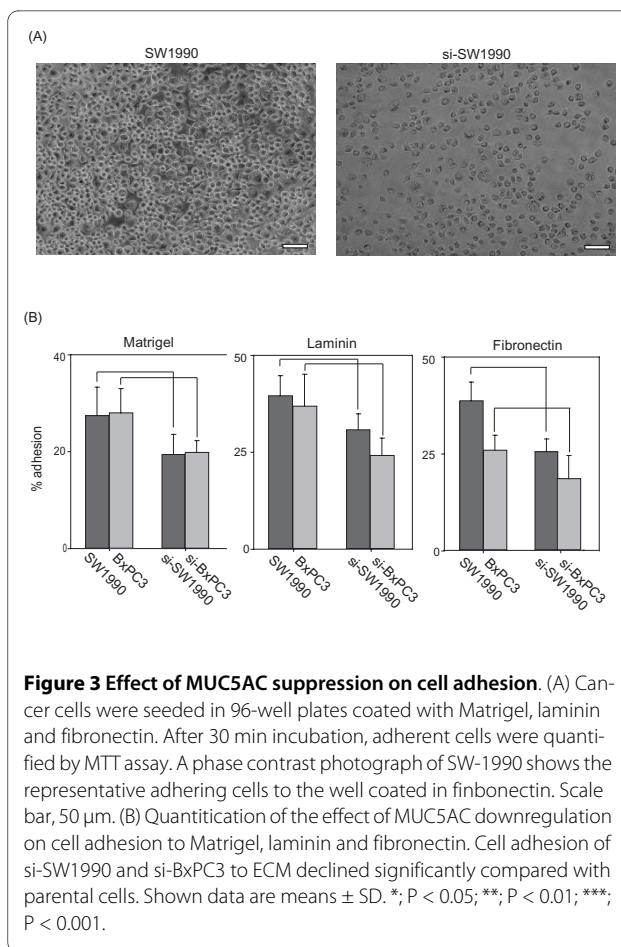 (A)
SW1990 si-SW1990
(B)
Matrigel Laminin Fibronectin
% adhesion
40
20
0
SW1990 BxPC3 si-SW1990 si-BxPC3
50
25
0
SW1990 BxPC3 si-SW1990 si-BxPC3
50
25
0
SW1990 BxPC3 si-SW1990 si-BxPC3
Figure 3 Effect of MUC5AC suppression on cell adhesion. (A) Can-
cer cells were seeded in 96-well plates coated with Matrigel, laminin
and fibronectin. After 30 min incubation, adherent cells were quanti-
fied by MTT assay. A phase contrast photograph of SW-1990 shows the
representative adhering cells to the well coated in finbonectin. Scale
bar, 50 μm. (B) Quantitication of the effect of MUC5AC downregulation
on cell adhesion to Matrigel, laminin and fibronectin. Cell adhesion of
si-SW1990 and si-BxPC3 to ECM declined significantly compared with
parental cells. Shown data are means ± SD. *; P < 0.05; **; P < 0.01; ***;
P < 0.001.